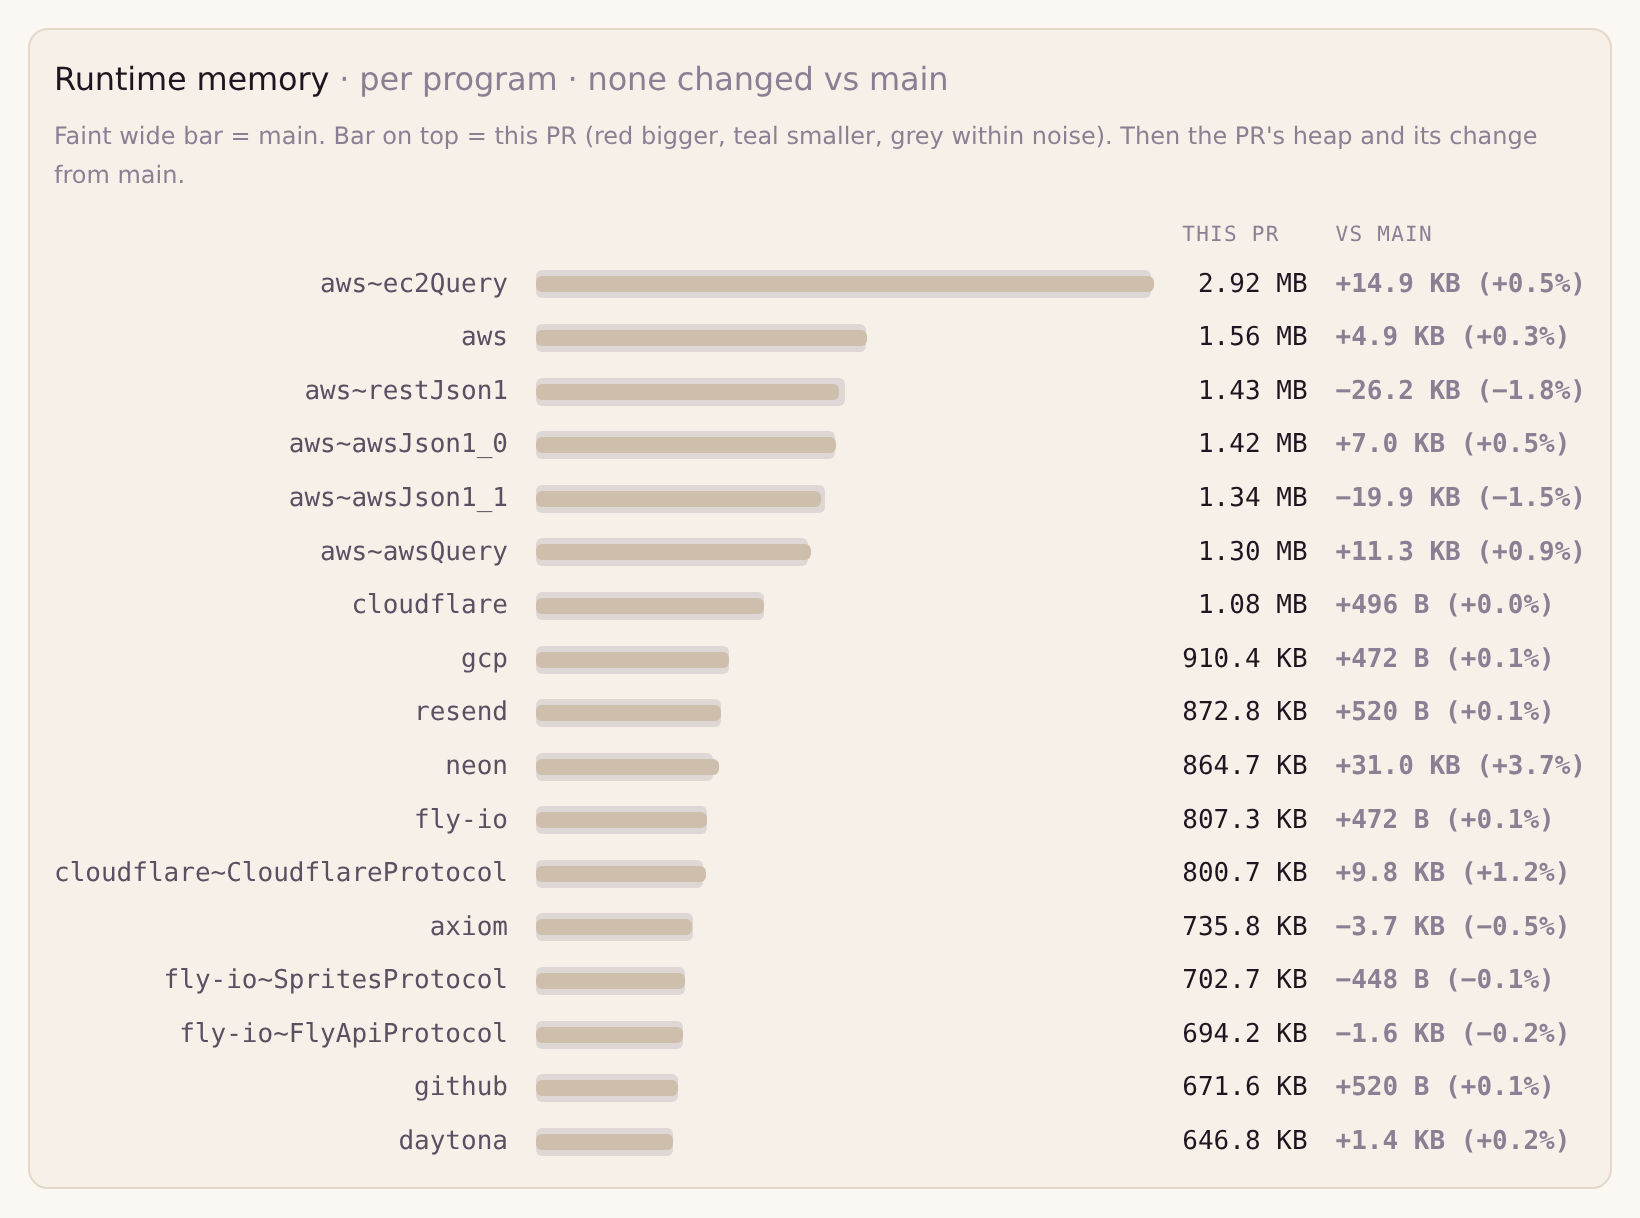 Runtime memory · per program · none changed vs main
Faint wide bar = main. Bar on top = this PR (red bigger, teal smaller, grey within noise). Then the PR's heap and its change
from main.
THIS PR VS MAIN
aws~ec2Query 2.92 MB +14.9 KB (+0.5%)
aws 1.56 MB +4.9 KB (+0.3%)
aws~restJson1 1.43 MB −26.2 KB (−1.8%)
aws~awsJson1_0 1.42 MB +7.0 KB (+0.5%)
aws~awsJson1_1 1.34 MB −19.9 KB (−1.5%)
aws~awsQuery 1.30 MB +11.3 KB (+0.9%)
cloudflare 1.08 MB +496 B (+0.0%)
gcp 910.4 KB +472 B (+0.1%)
resend 872.8 KB +520 B (+0.1%)
neon 864.7 KB +31.0 KB (+3.7%)
fly-io 807.3 KB +472 B (+0.1%)
cloudflare~CloudflareProtocol 800.7 KB +9.8 KB (+1.2%)
axiom 735.8 KB −3.7 KB (−0.5%)
fly-io~SpritesProtocol 702.7 KB −448 B (−0.1%)
fly-io~FlyApiProtocol 694.2 KB −1.6 KB (−0.2%)
github 671.6 KB +520 B (+0.1%)
daytona 646.8 KB +1.4 KB (+0.2%)